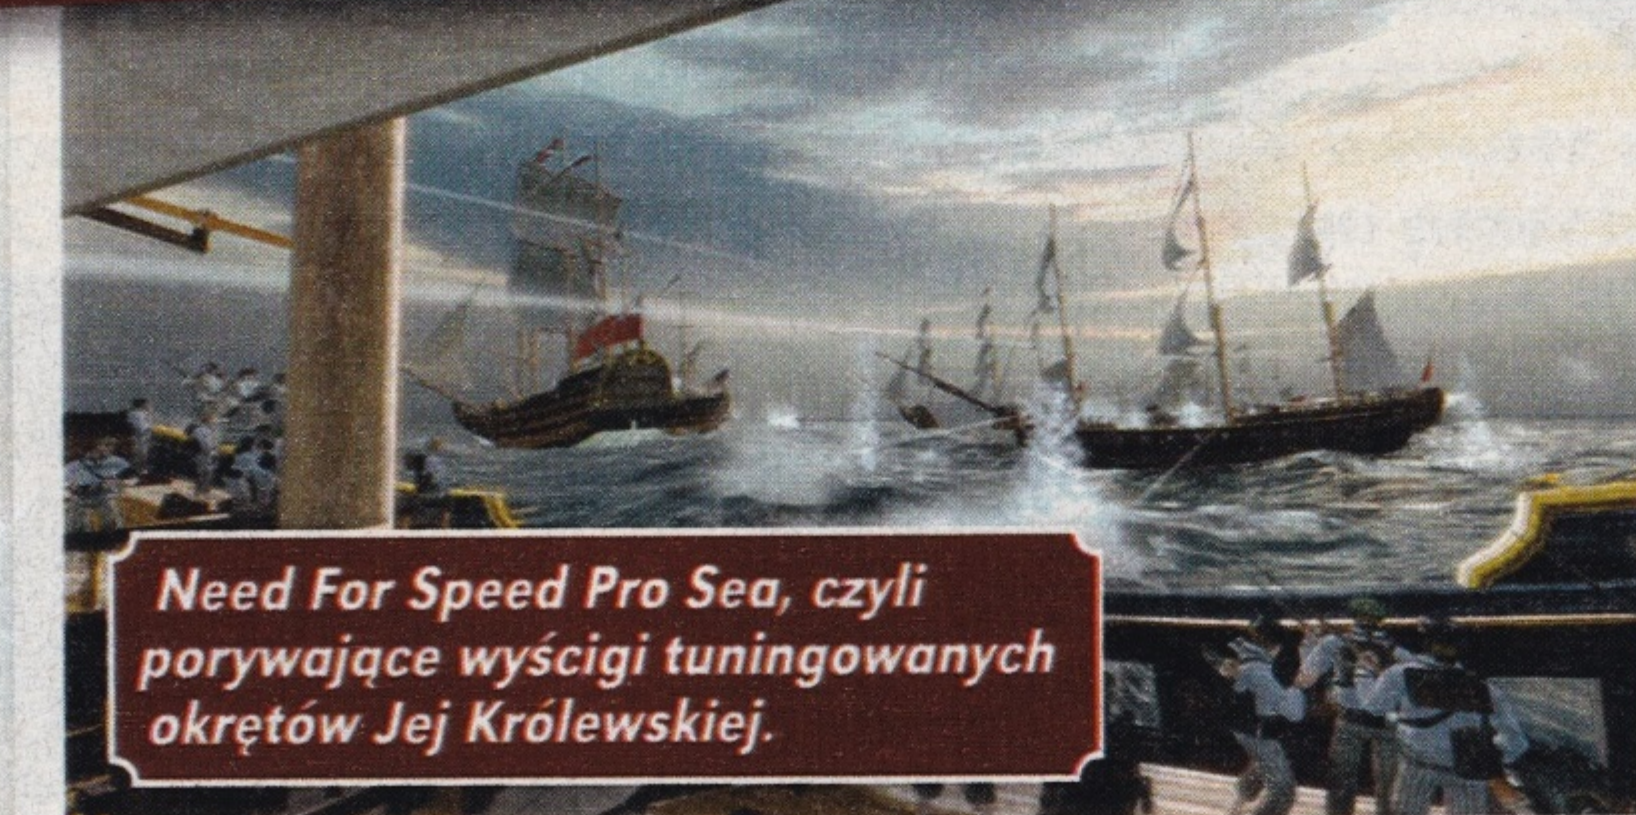 Need For Speed Pro Sea, czyli
porywające wyścigi tuningowanych
okrętów Jej Królewskiej.